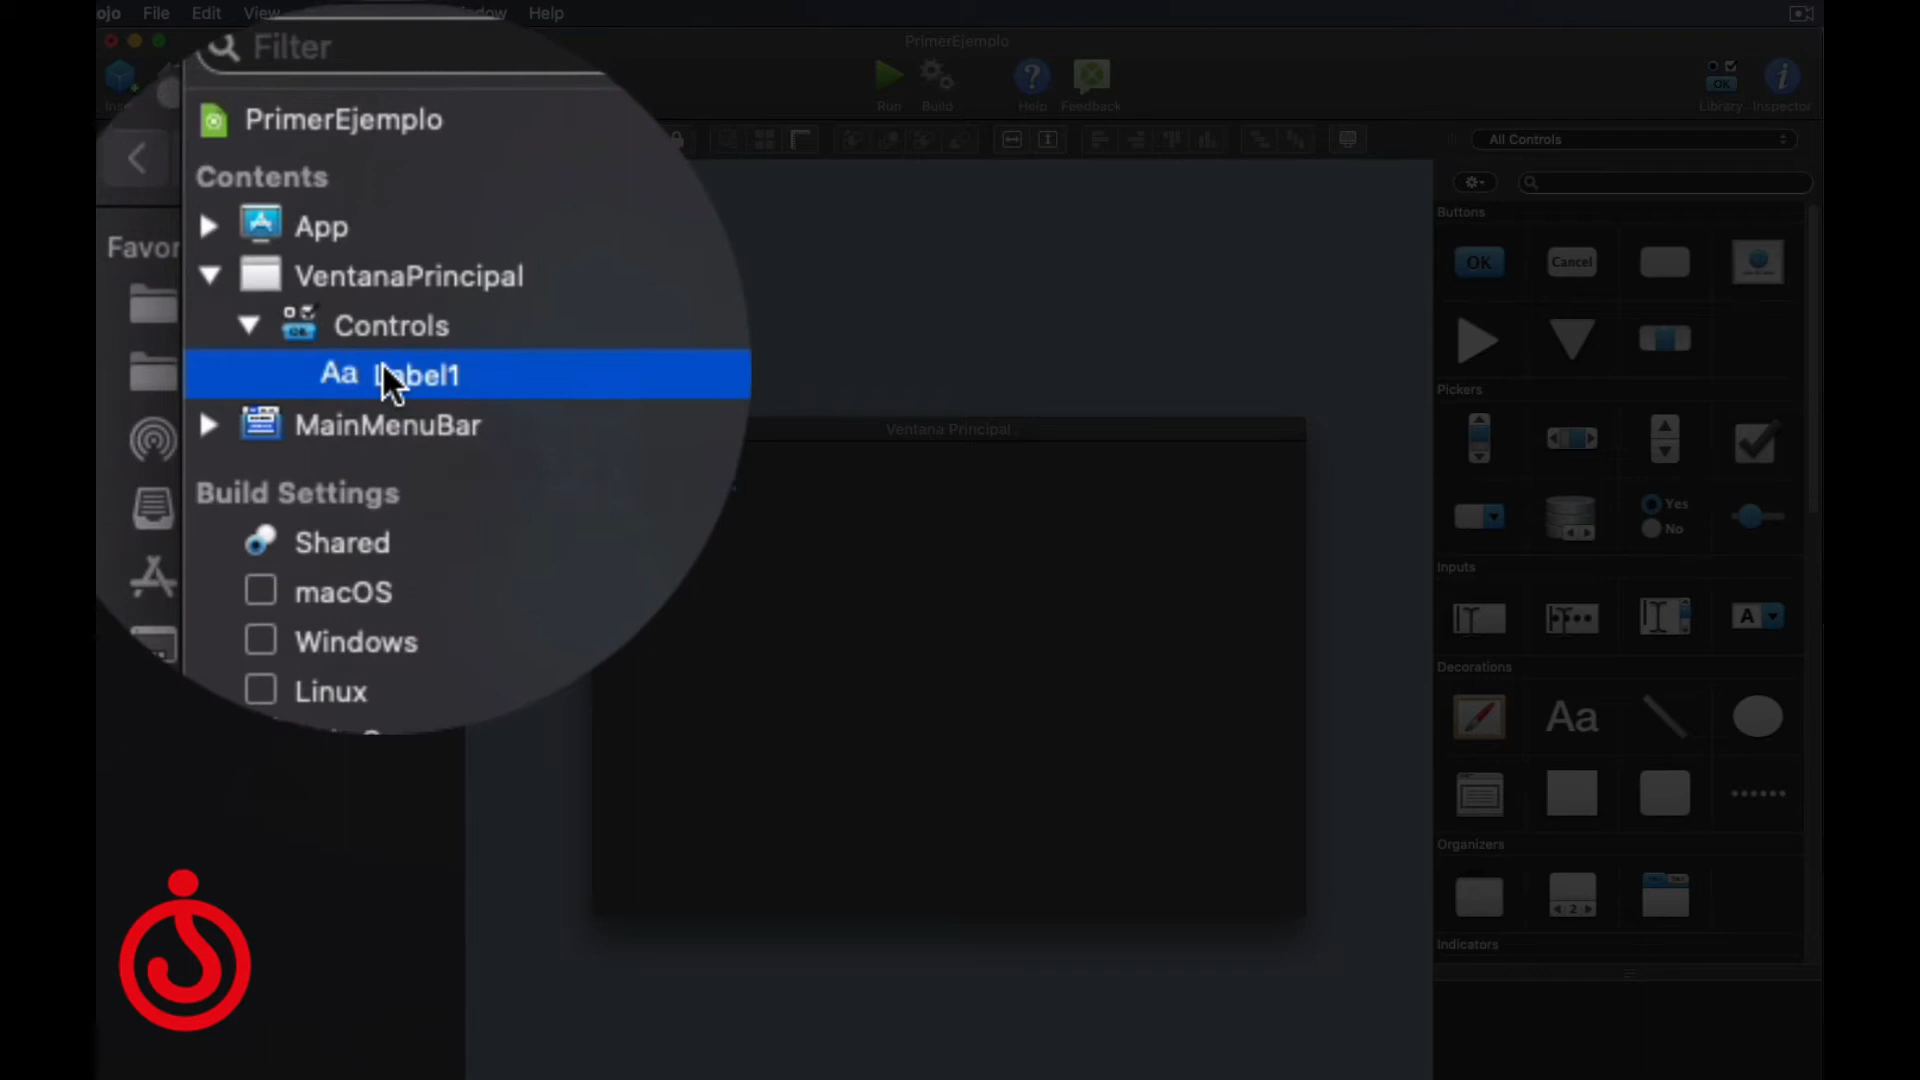 File Edit View Help
PrimerEjemplo
Filter
Run Build Help Feedback
Library Inspector
PrimerEjemplo
Contents
App
VentanaPrincipal
Controls
Aa Label1
MainMenuBar
Build Settings
Shared
macOS
Windows
Linux
Favor
Ventana Principal
All Controls
Buttons
OK Cancel
Pickers
Yes
No
Inputs
A
Decorations
Aa
Organizers
2
Indicators